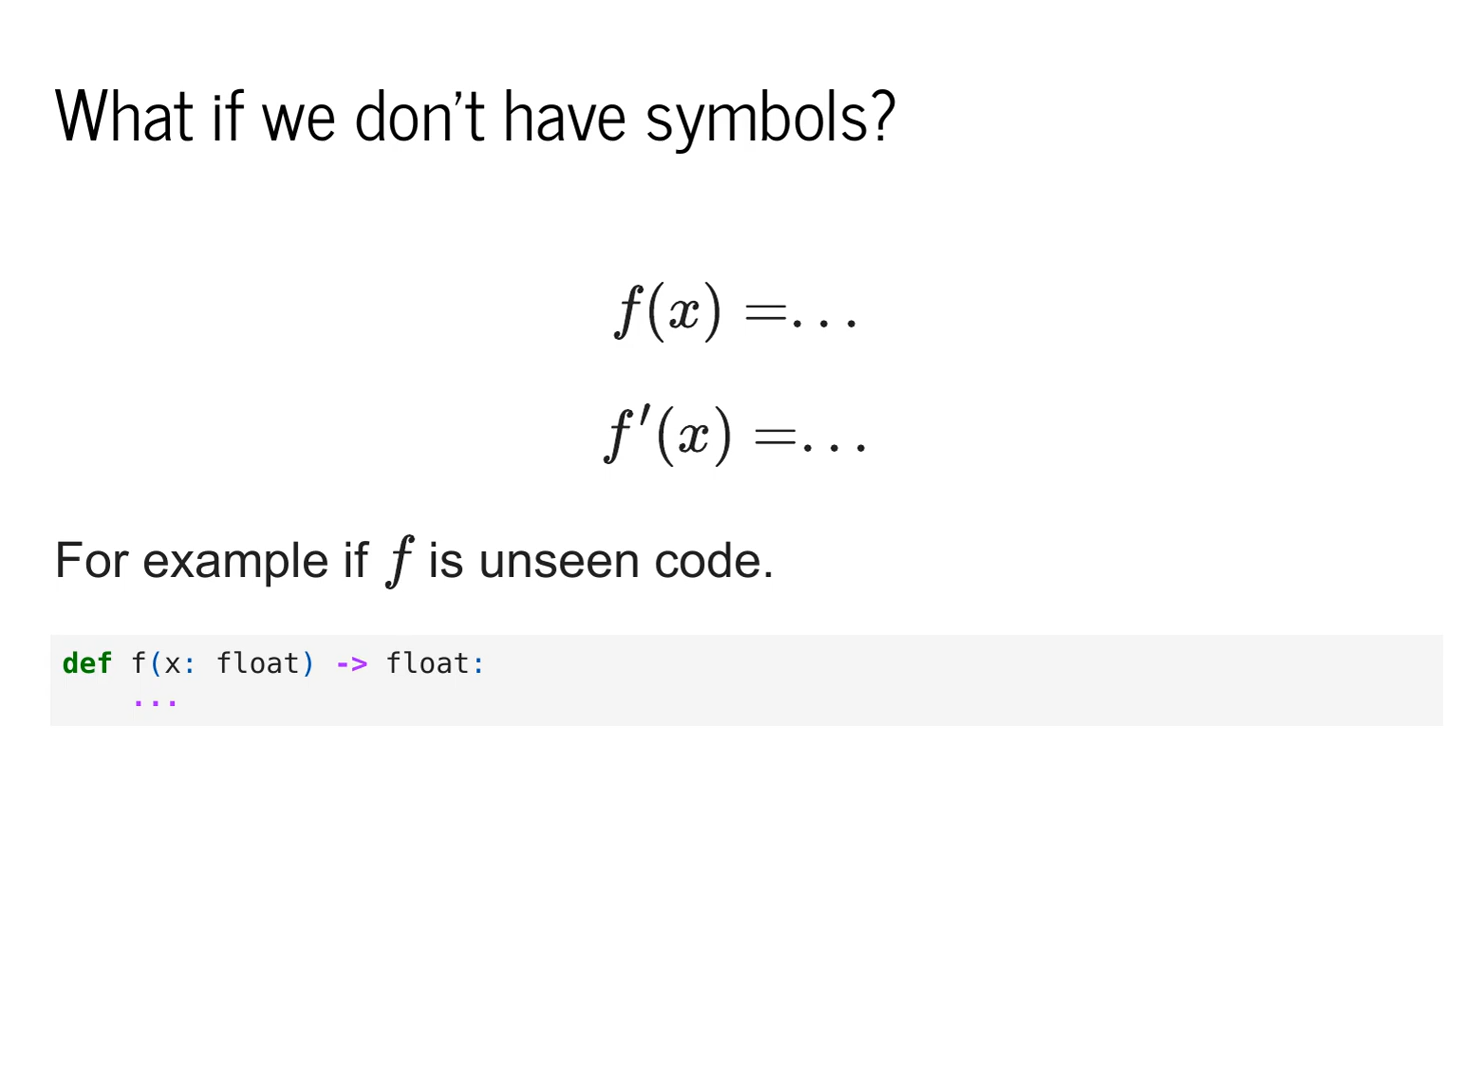 What if we don't have symbols?
f(x) =...
f′(x) =...
For example if f is unseen code.
def f(x: float) -> float:
    ...